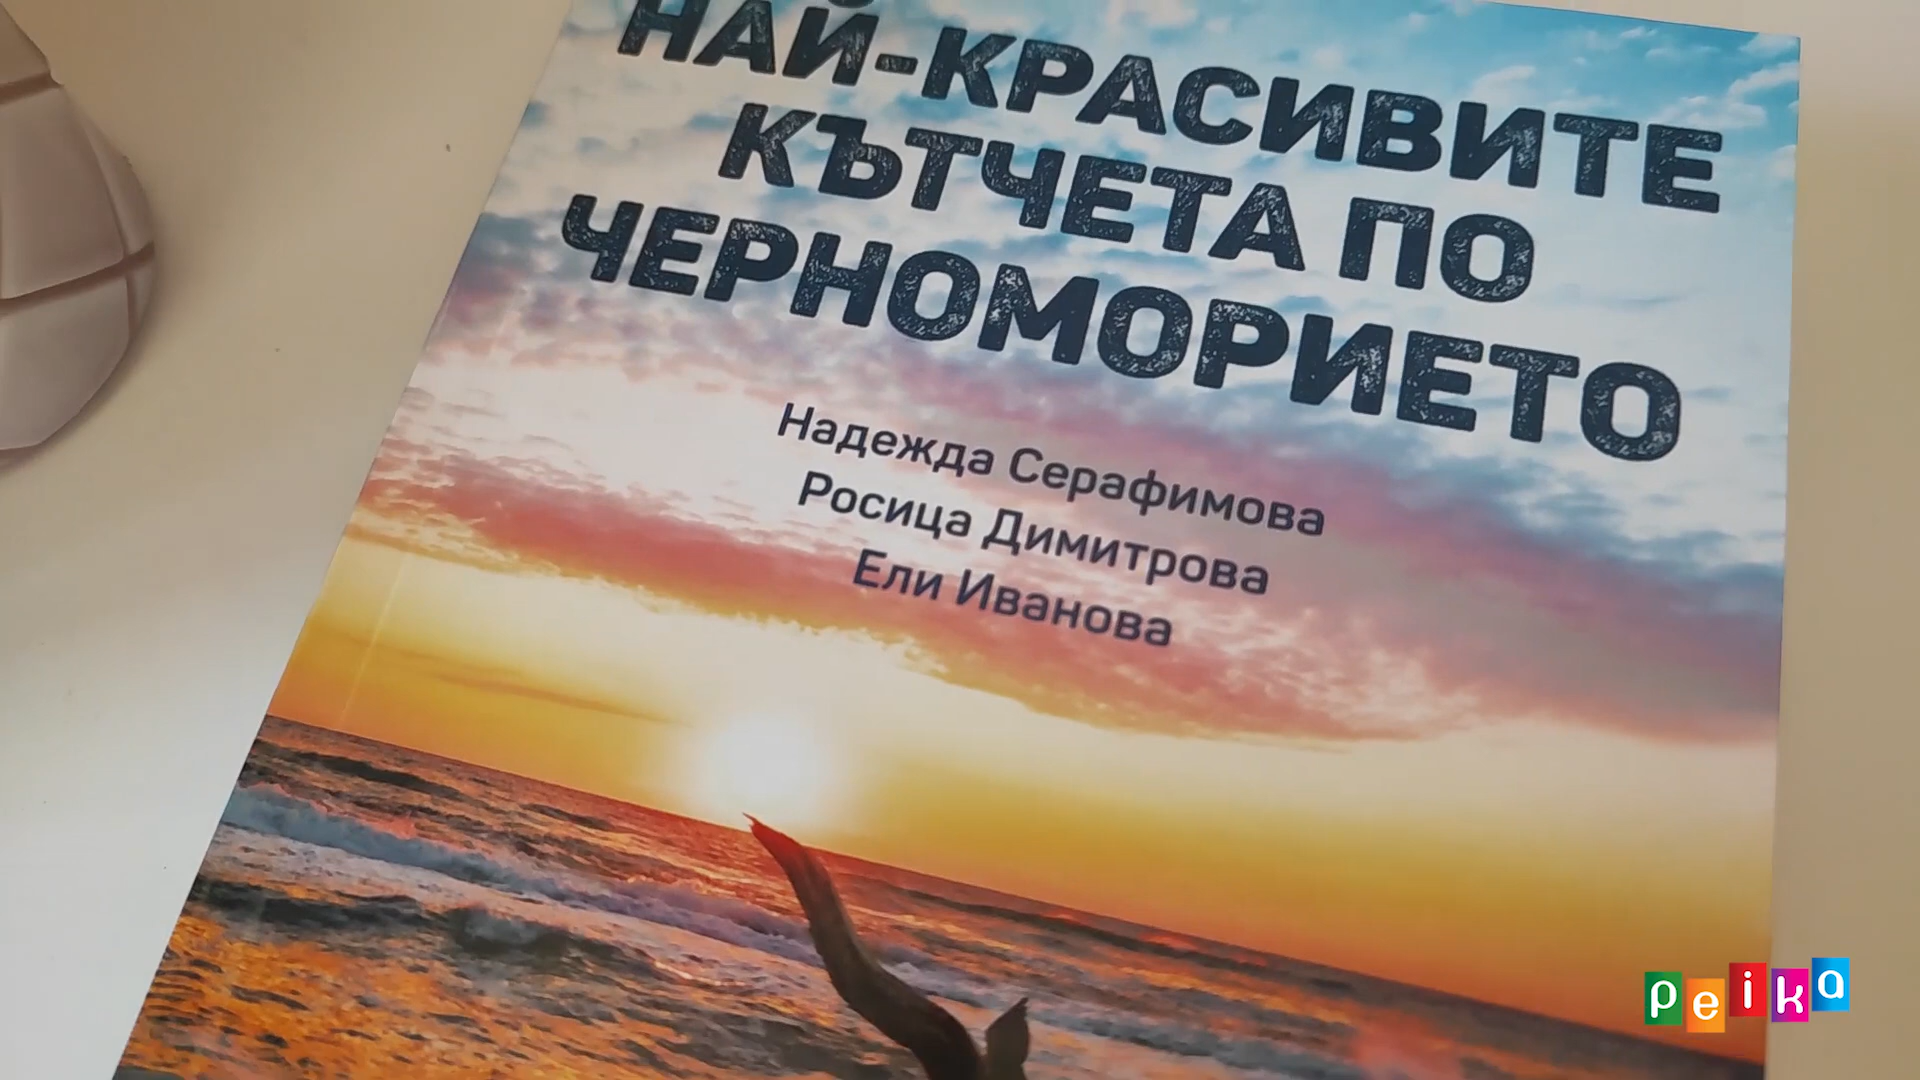 НАЙ-КРАСИВИТЕ
КЪТЧЕТА ПО
ЧЕРНОМОРИЕТО
Надежда Серафимова
Росица Димитрова
Ели Иванова
peika